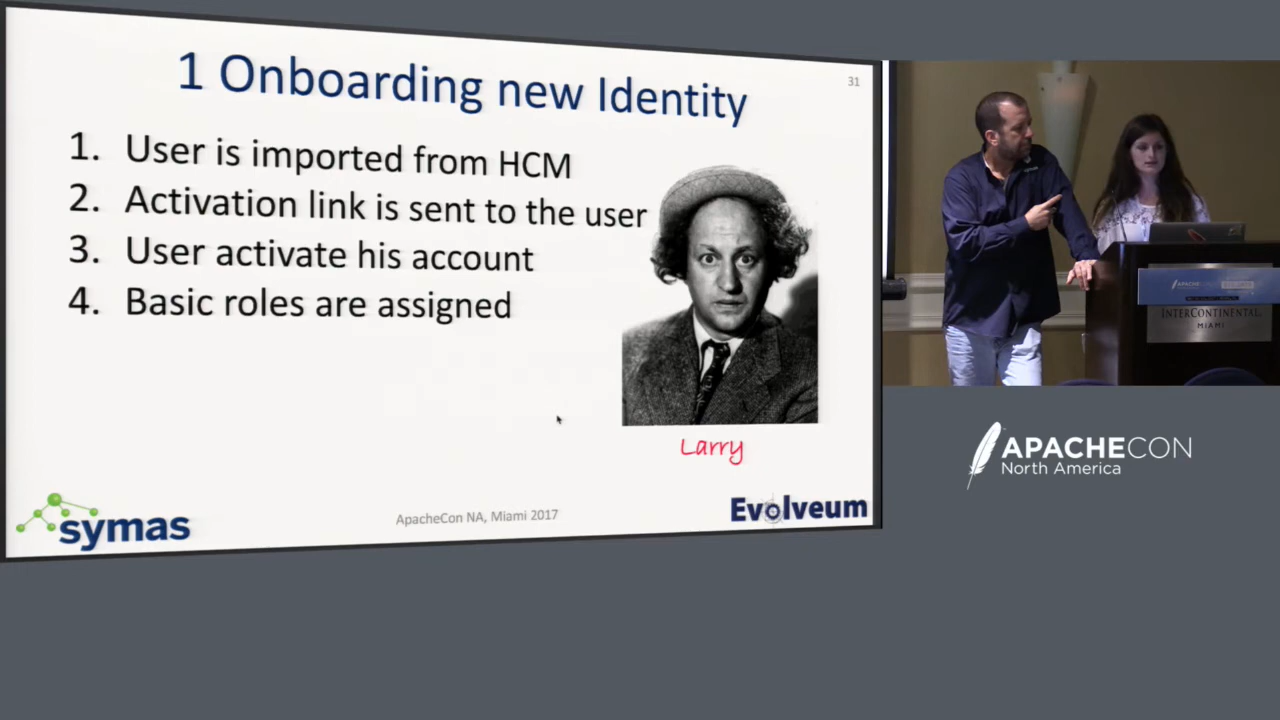 1 Onboarding new Identity
31
1. User is imported from HCM
2. Activation link is sent to the user
3. User activate his account
4. Basic roles are assigned
Larry
symas
ApacheCon NA, Miami 2017
Evolveum
APACHE
INTERCONTINENTAL
MIAMI
APACHECON
North America